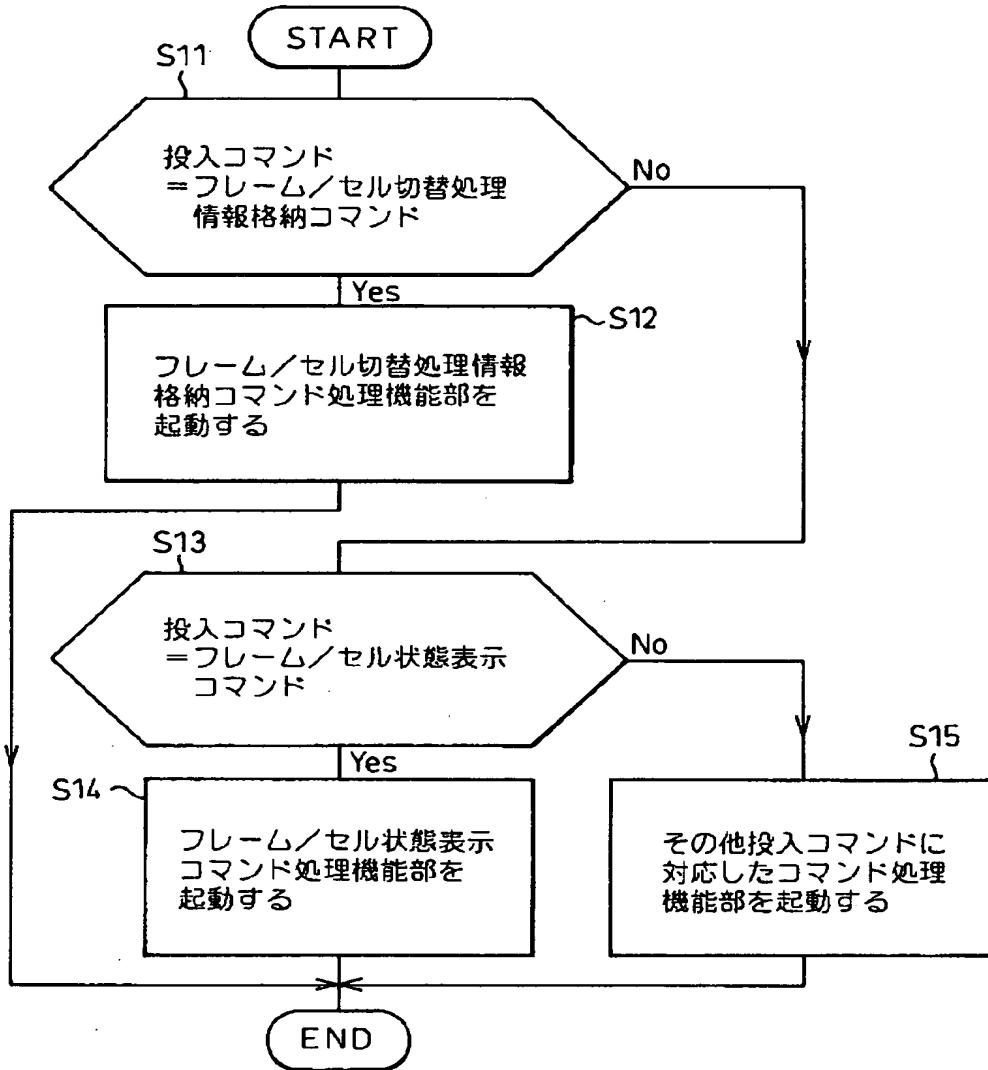 START
S11
投入コマンド
=フレーム/セル切替処理
情報格納コマンド
No
Yes
S12
フレーム/セル切替処理情報
格納コマンド処理機能部を
起動する
S13
投入コマンド
=フレーム/セル状態表示
コマンド
No
Yes
S14
フレーム/セル状態表示
コマンド処理機能部を
起動する
S15
その他投入コマンドに
対応したコマンド処理
機能部を起動する
END